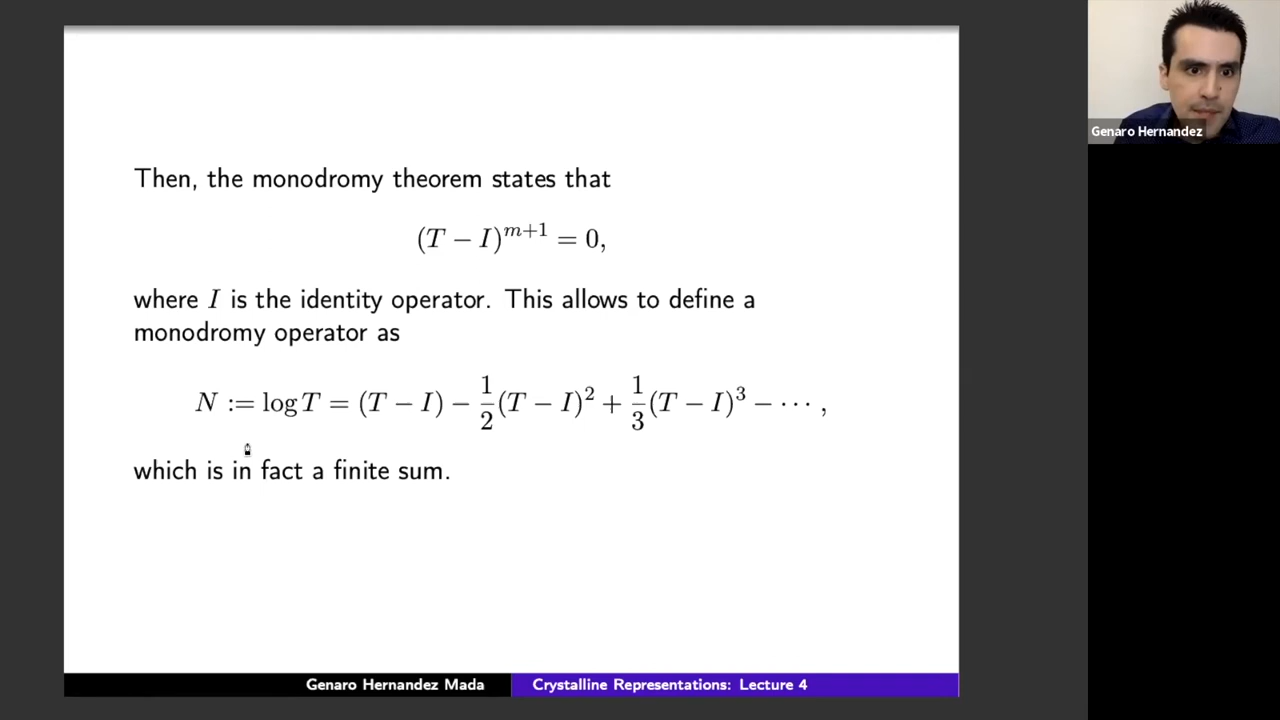 Then, the monodromy theorem states that
(T − I)^{m+1} = 0,
where I is the identity operator. This allows to define a
monodromy operator as
N := log T = (T − I) − \frac{1}{2}(T − I)^2 + \frac{1}{3}(T − I)^3 − ⋯ ,
which is in fact a finite sum.
Genaro Hernandez Mada
Crystalline Representations: Lecture 4
Genaro Hernandez